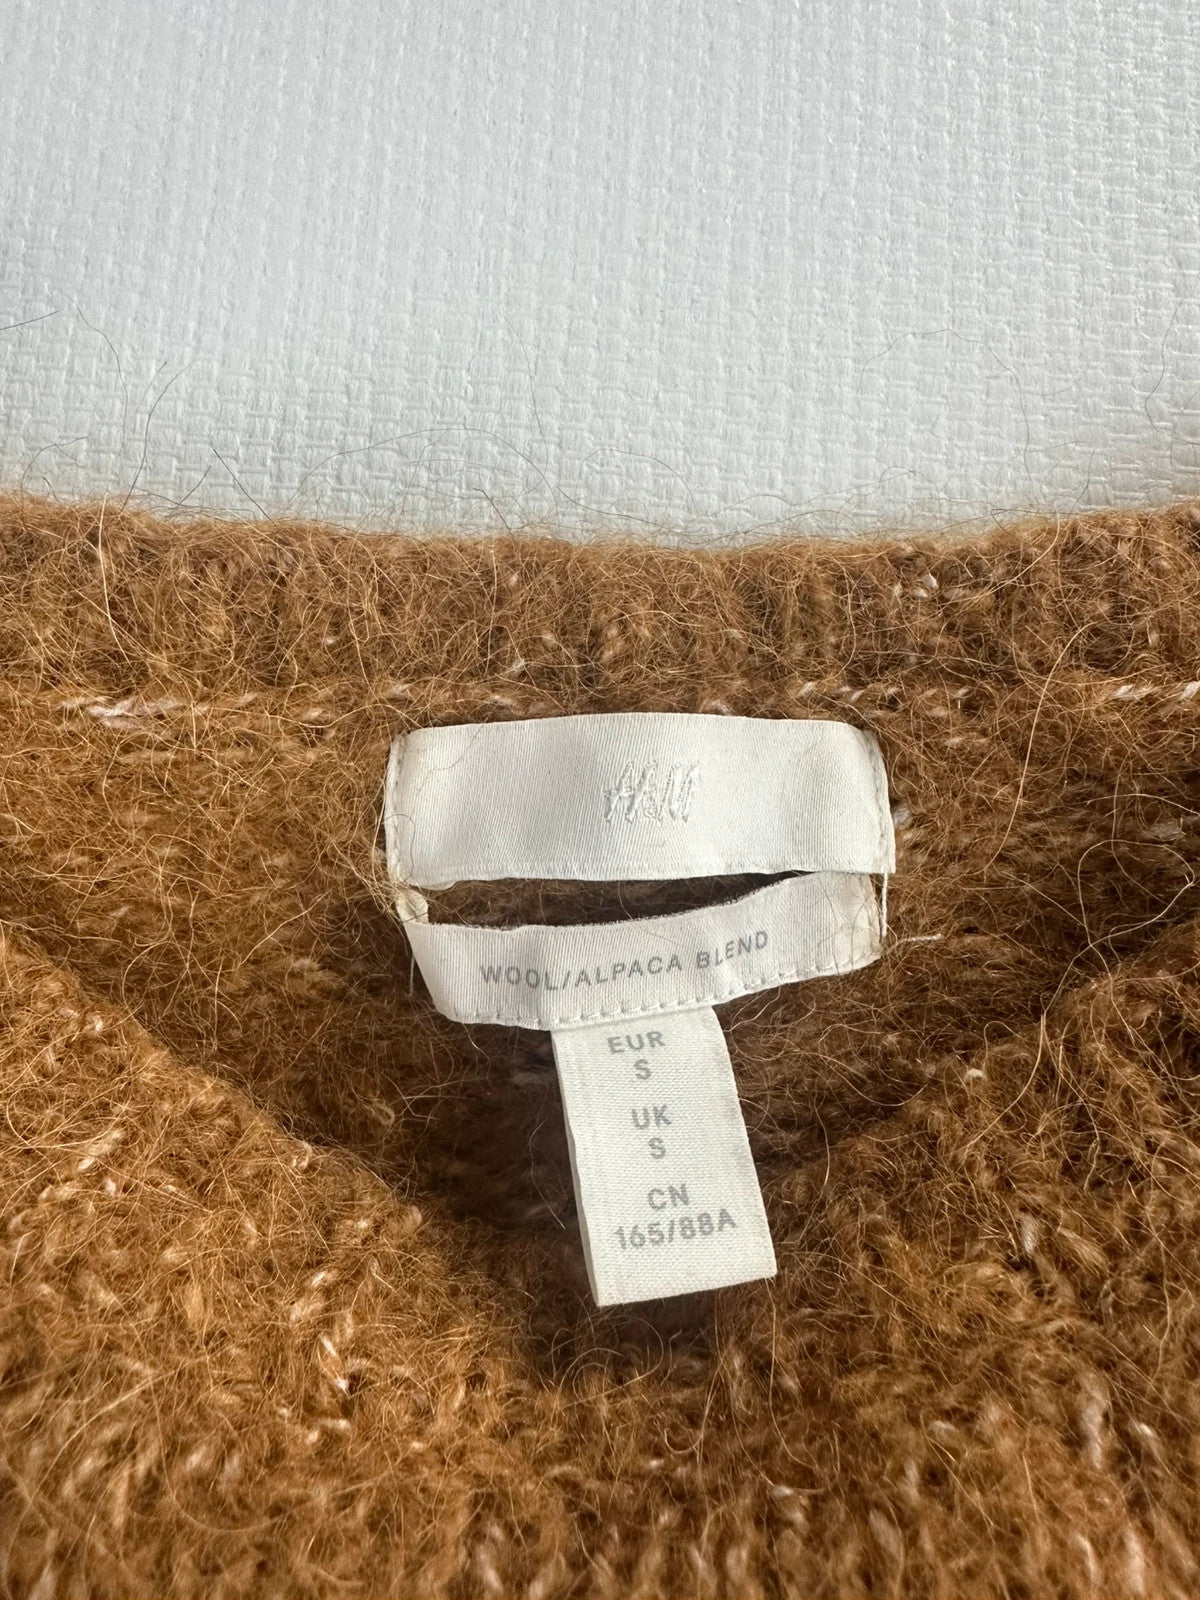 H&M
WOOL/ALPACA BLEND
EUR
S
UK
S
CN
165/88A